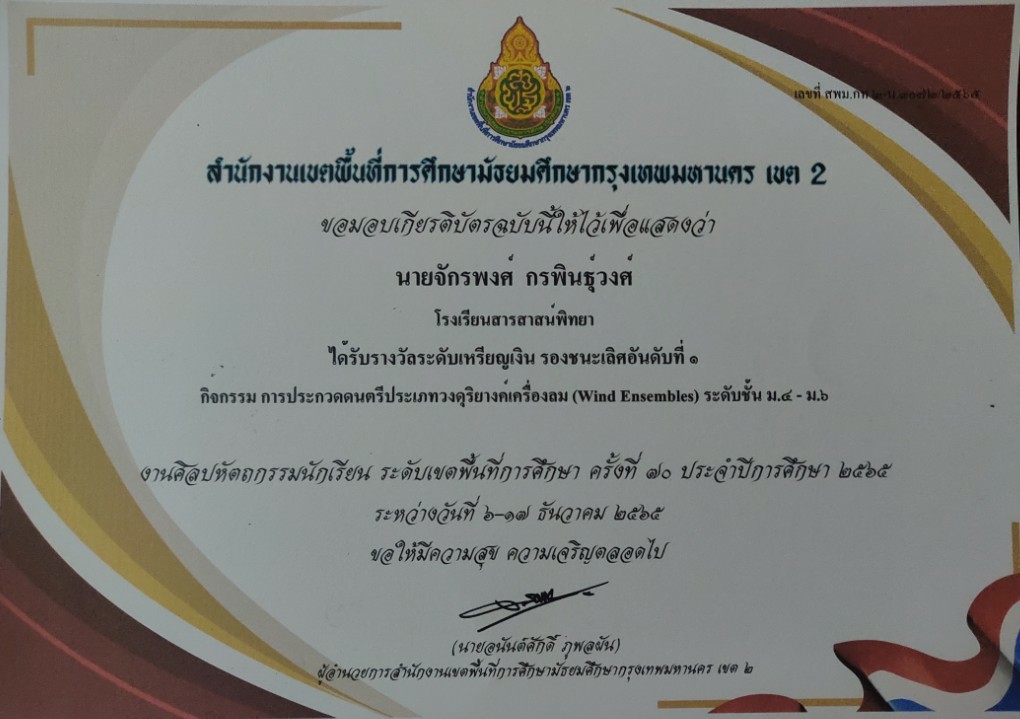 เลขที่ สพม.กท
สำนักงานเขตพื้นที่การศึกษามัธยมศึกษากรุงเทพมหานคร เขต 2
ขอมอบเกียรติบัตรฉบับนี้ให้ไว้เพื่อแสดงว่า
นายจักรพงศ์ กรพินธุ์วงศ์
โรงเรียนสารสาสน์พิทยา
ได้รับรางวัลระดับเหรียญเงิน รองชนะเลิศอันดับที่ ๑
กิจกรรม การประกวดดนตรีประเภทวงดุริยางค์เครื่องลม (Wind Ensembles) ระดับชั้น ม.๔ - ม.๖
งานศิลปหัตถกรรมนักเรียน ระดับเขตพื้นที่การศึกษา ครั้งที่ ๗๐ ประจำปีการศึกษา ๒๕๖๕
ระหว่างวันที่ ๖-๑๗ ธันวาคม ๒๕๖๕
ขอให้มีความสุข ความเจริญตลอดไป
(นายอนันต์ศักดิ์ ภูพลผัน)
ผู้อำนวยการสำนักงานเขตพื้นที่การศึกษามัธยมศึกษากรุงเทพมหานคร เขต ๒